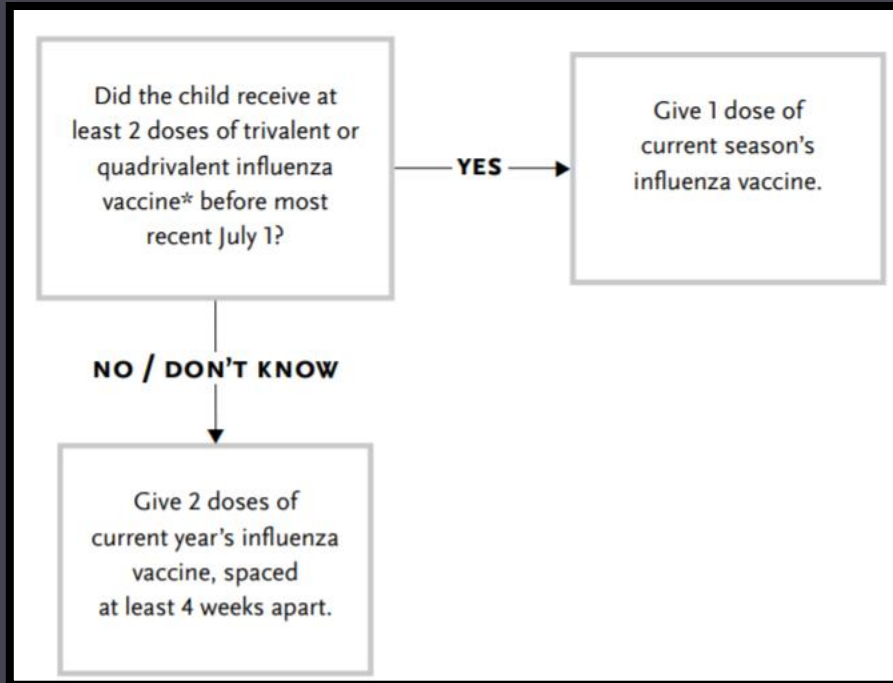 Did the child receive at
least 2 doses of trivalent or
quadrivalent influenza
vaccine* before most
recent July 1?
YES
Give 1 dose of
current season's
influenza vaccine.
NO / DON'T KNOW
Give 2 doses of
current year's influenza
vaccine, spaced
at least 4 weeks apart.